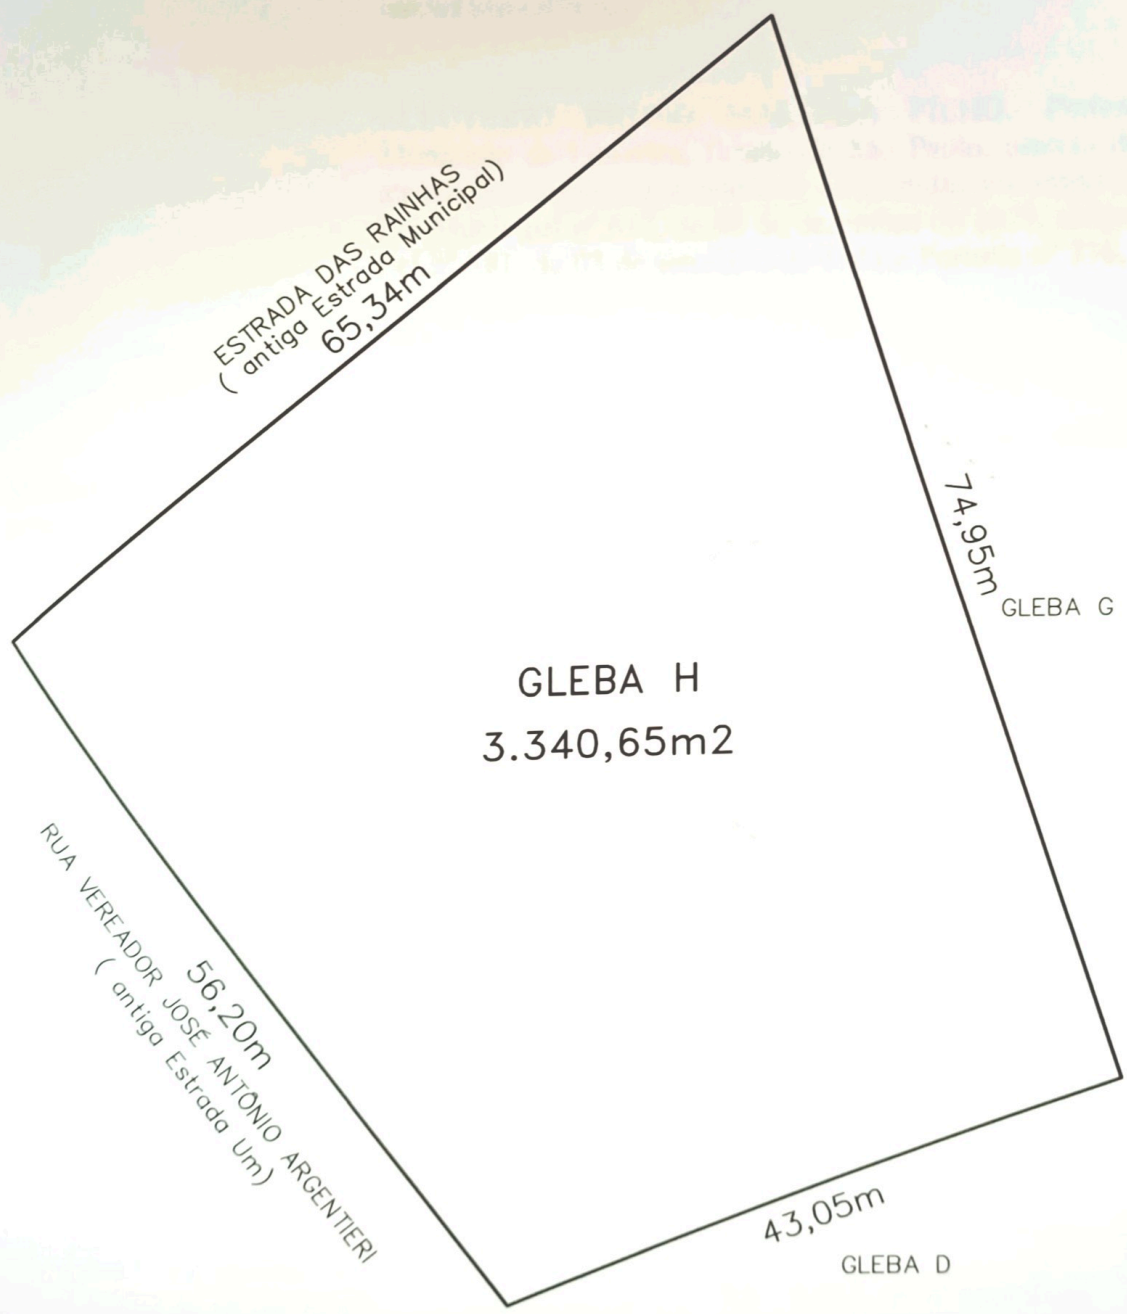 ESTRADA DAS RAINHAS
( antiga Estrada Municipal)
65,34m
74,95m
GLEBA G
GLEBA H
3.340,65m2
56,20m
RUA VEREADOR JOSÉ ANTÔNIO ARGENTIERI
( antiga Estrada Um)
43,05m
GLEBA D